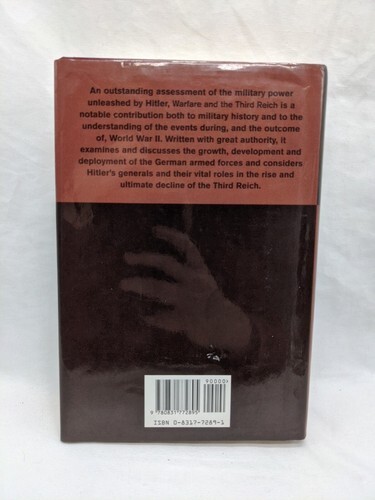 An outstanding assessment of the military power
unleashed by Hitler, Warfare and the Third Reich is a
notable contribution both to military history and to the
understanding of the events during, and the outcome
of, World War II. Written with great authority, it
examines and discusses the growth, development and
deployment of the German armed forces and considers
Hitler's generals and their vital roles in the rise and
ultimate decline of the Third Reich.
90000
9 780831 772895
ISBN 0-8317-7289-1